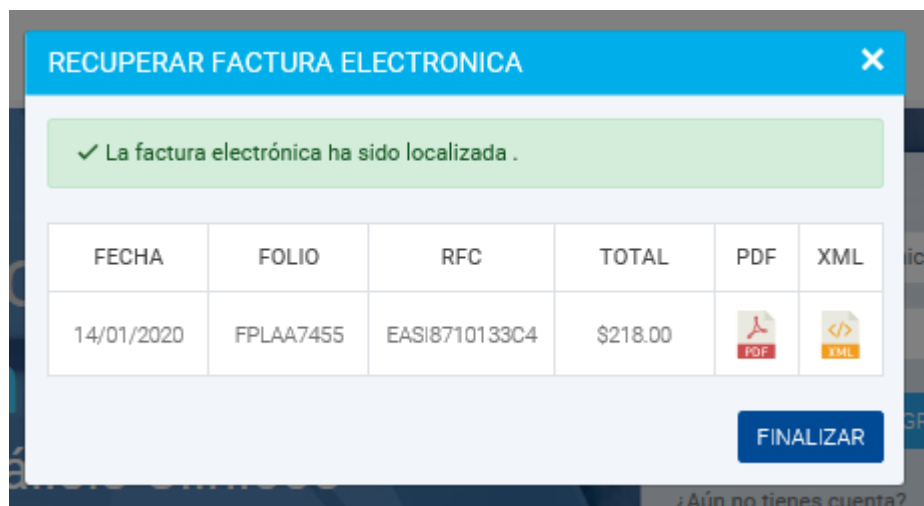 RECUPERAR FACTURA ELECTRONICA
La factura electrónica ha sido localizada .
FECHA FOLIO RFC TOTAL PDF XML
14/01/2020 FPLAA7455 EASI8710133C4 $218.00 PDF XML
FINALIZAR
¿Aún no tienes cuenta?